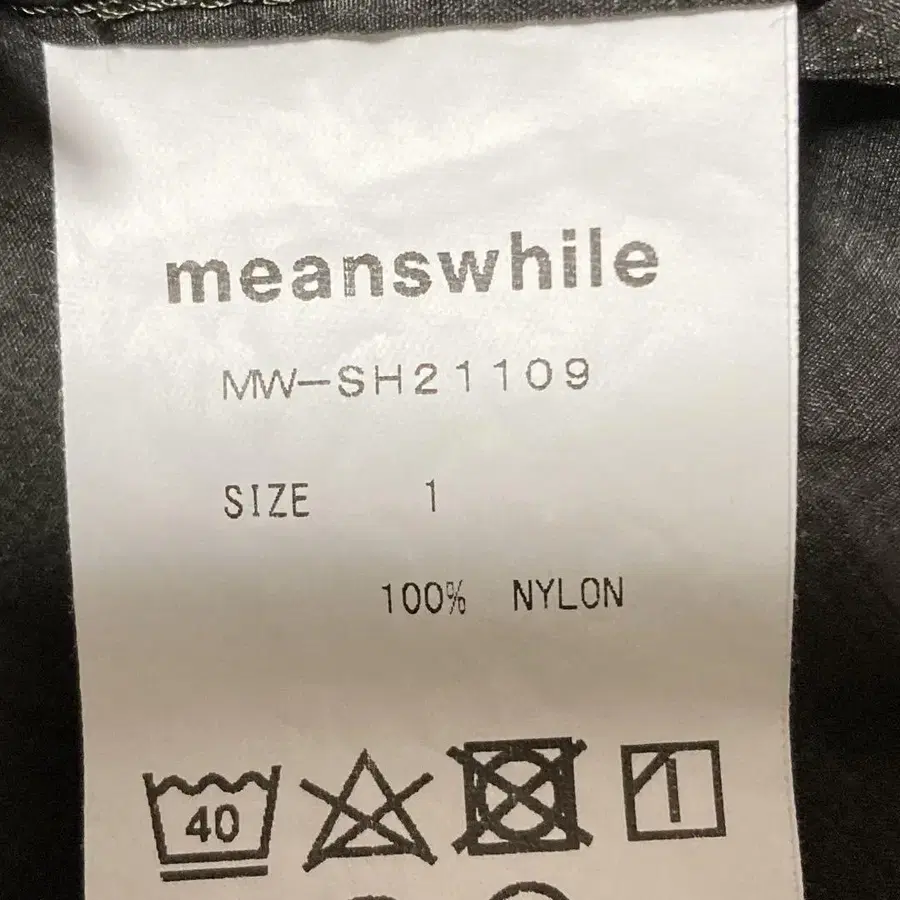 meanswhile
MW-SH21109
SIZE 1
100% NYLON
40